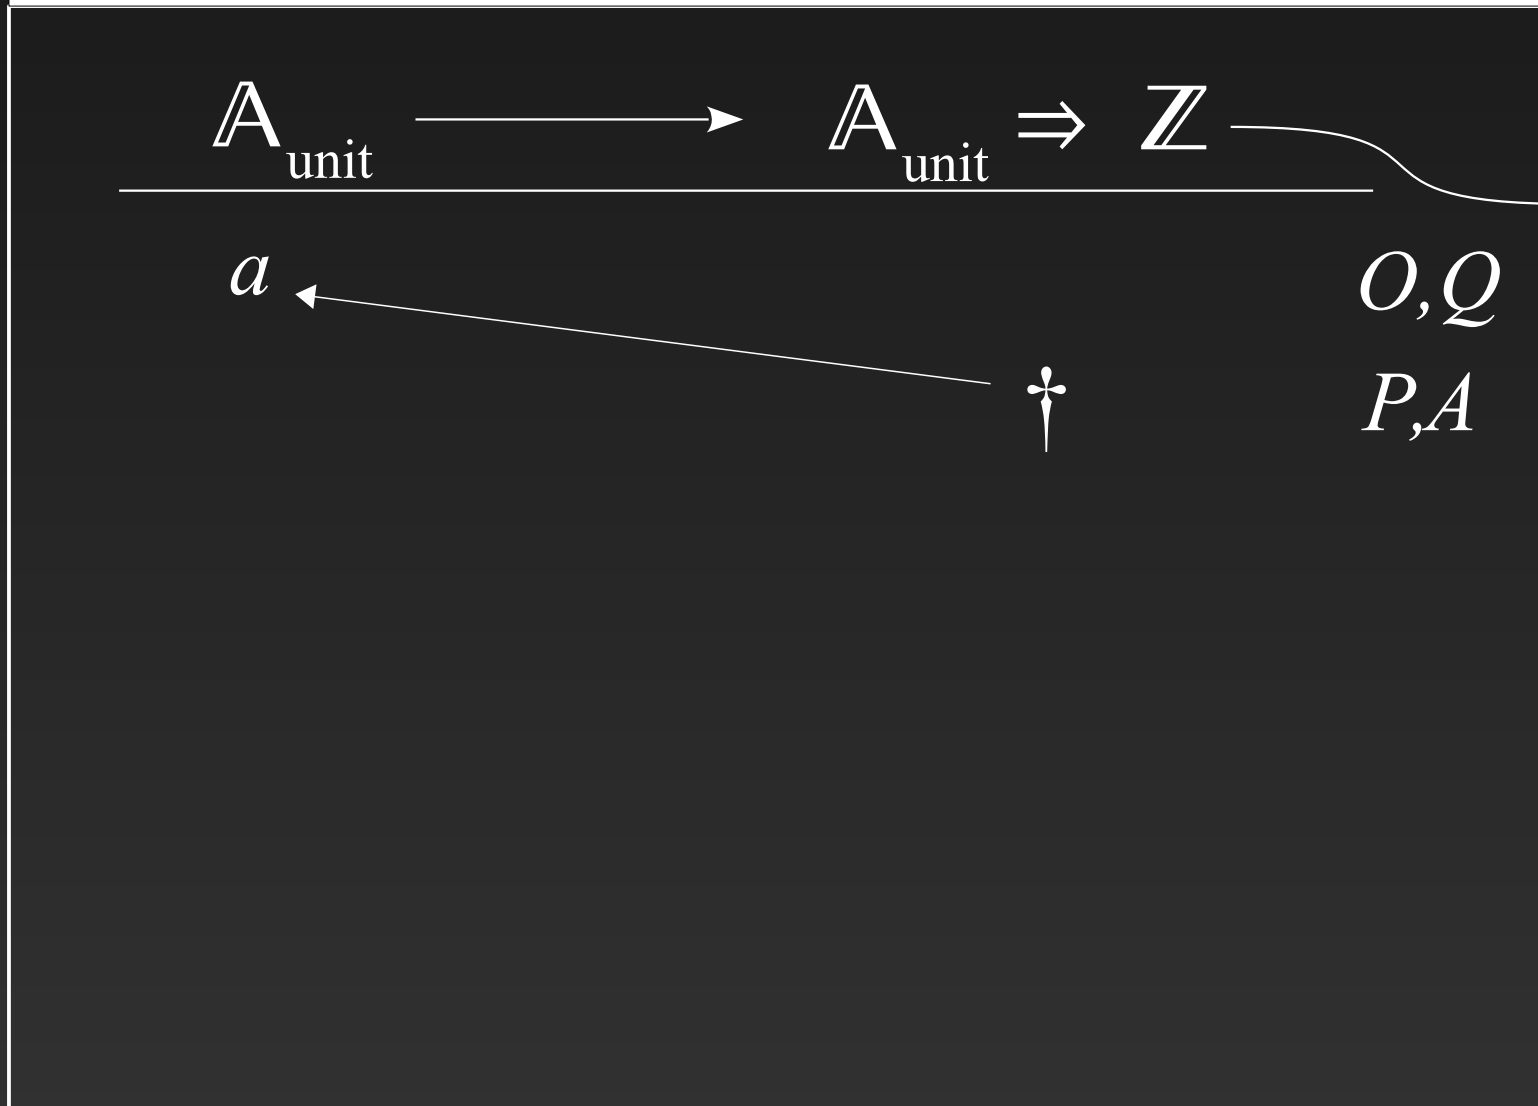 𝔸unit ⟶ 𝔸unit ⇒ ℤ
a
O,Q
† P,A